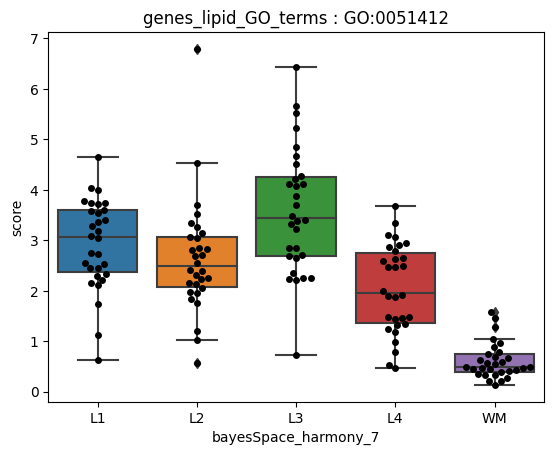 genes_lipid_GO_terms : GO:0051412
7
6
5
4
3
2
1
0
score
L1 L2 L3 L4 WM
bayesSpace_harmony_7